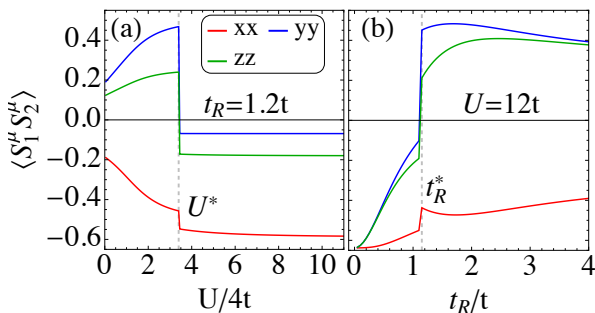 (a) xx yy zz (b)
0.4
0.2
t_R=1.2t U=12t
0.0
⟨S₁^μ S₂^μ⟩
−0.2
U* t_R*
−0.4
−0.6
0 2 4 6 8 10 0 1 2 3 4
U/4t t_R/t